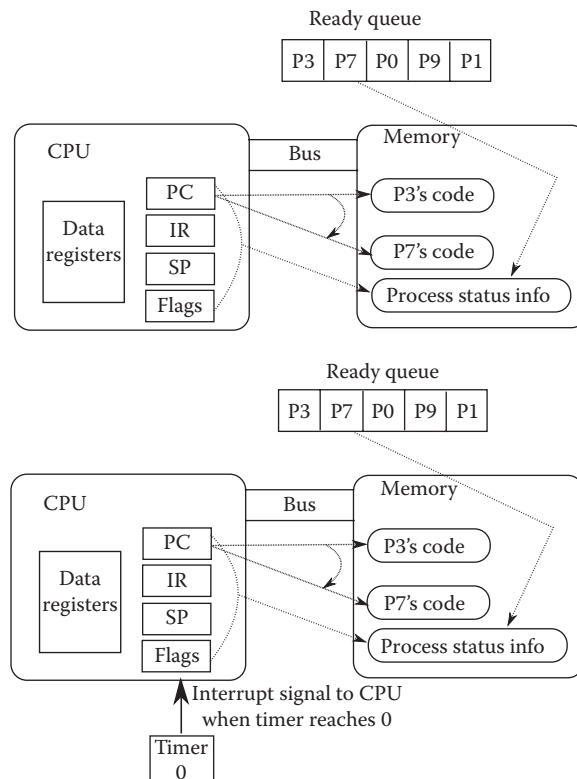 Ready queue
P3 P7 P0 P9 P1
CPU
Bus
Memory
PC
IR
SP
Flags
Data
registers
P3's code
P7's code
Process status info
Ready queue
P3 P7 P0 P9 P1
CPU
Bus
Memory
PC
IR
SP
Flags
Data
registers
P3's code
P7's code
Process status info
Interrupt signal to CPU
when timer reaches 0
Timer
0